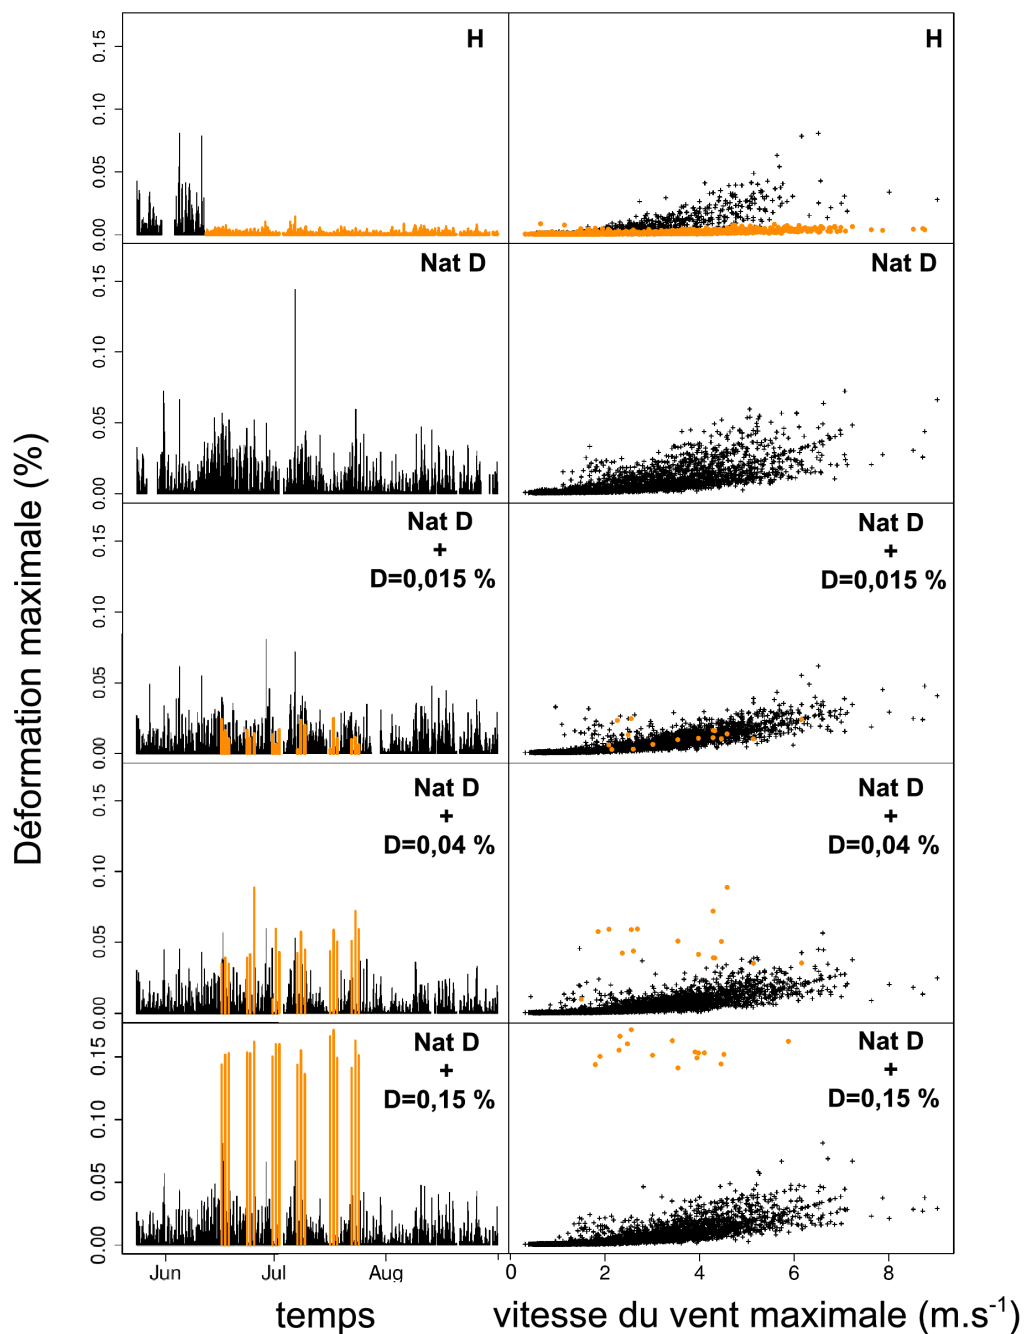 Déformation maximale (%)
H
H
0.15
0.10
0.05
0.00
Nat D
Nat D
0.15
0.10
0.05
0.00
Nat D
+
D=0,015 %
Nat D
+
D=0,015 %
0.15
0.10
0.05
0.00
Nat D
+
D=0,04 %
Nat D
+
D=0,04 %
0.15
0.10
0.05
0.00
Nat D
+
D=0,15 %
Nat D
+
D=0,15 %
0.15
0.10
0.05
0.00
Jun Jul Aug
0 2 4 6 8
temps
vitesse du vent maximale (m.s⁻¹)